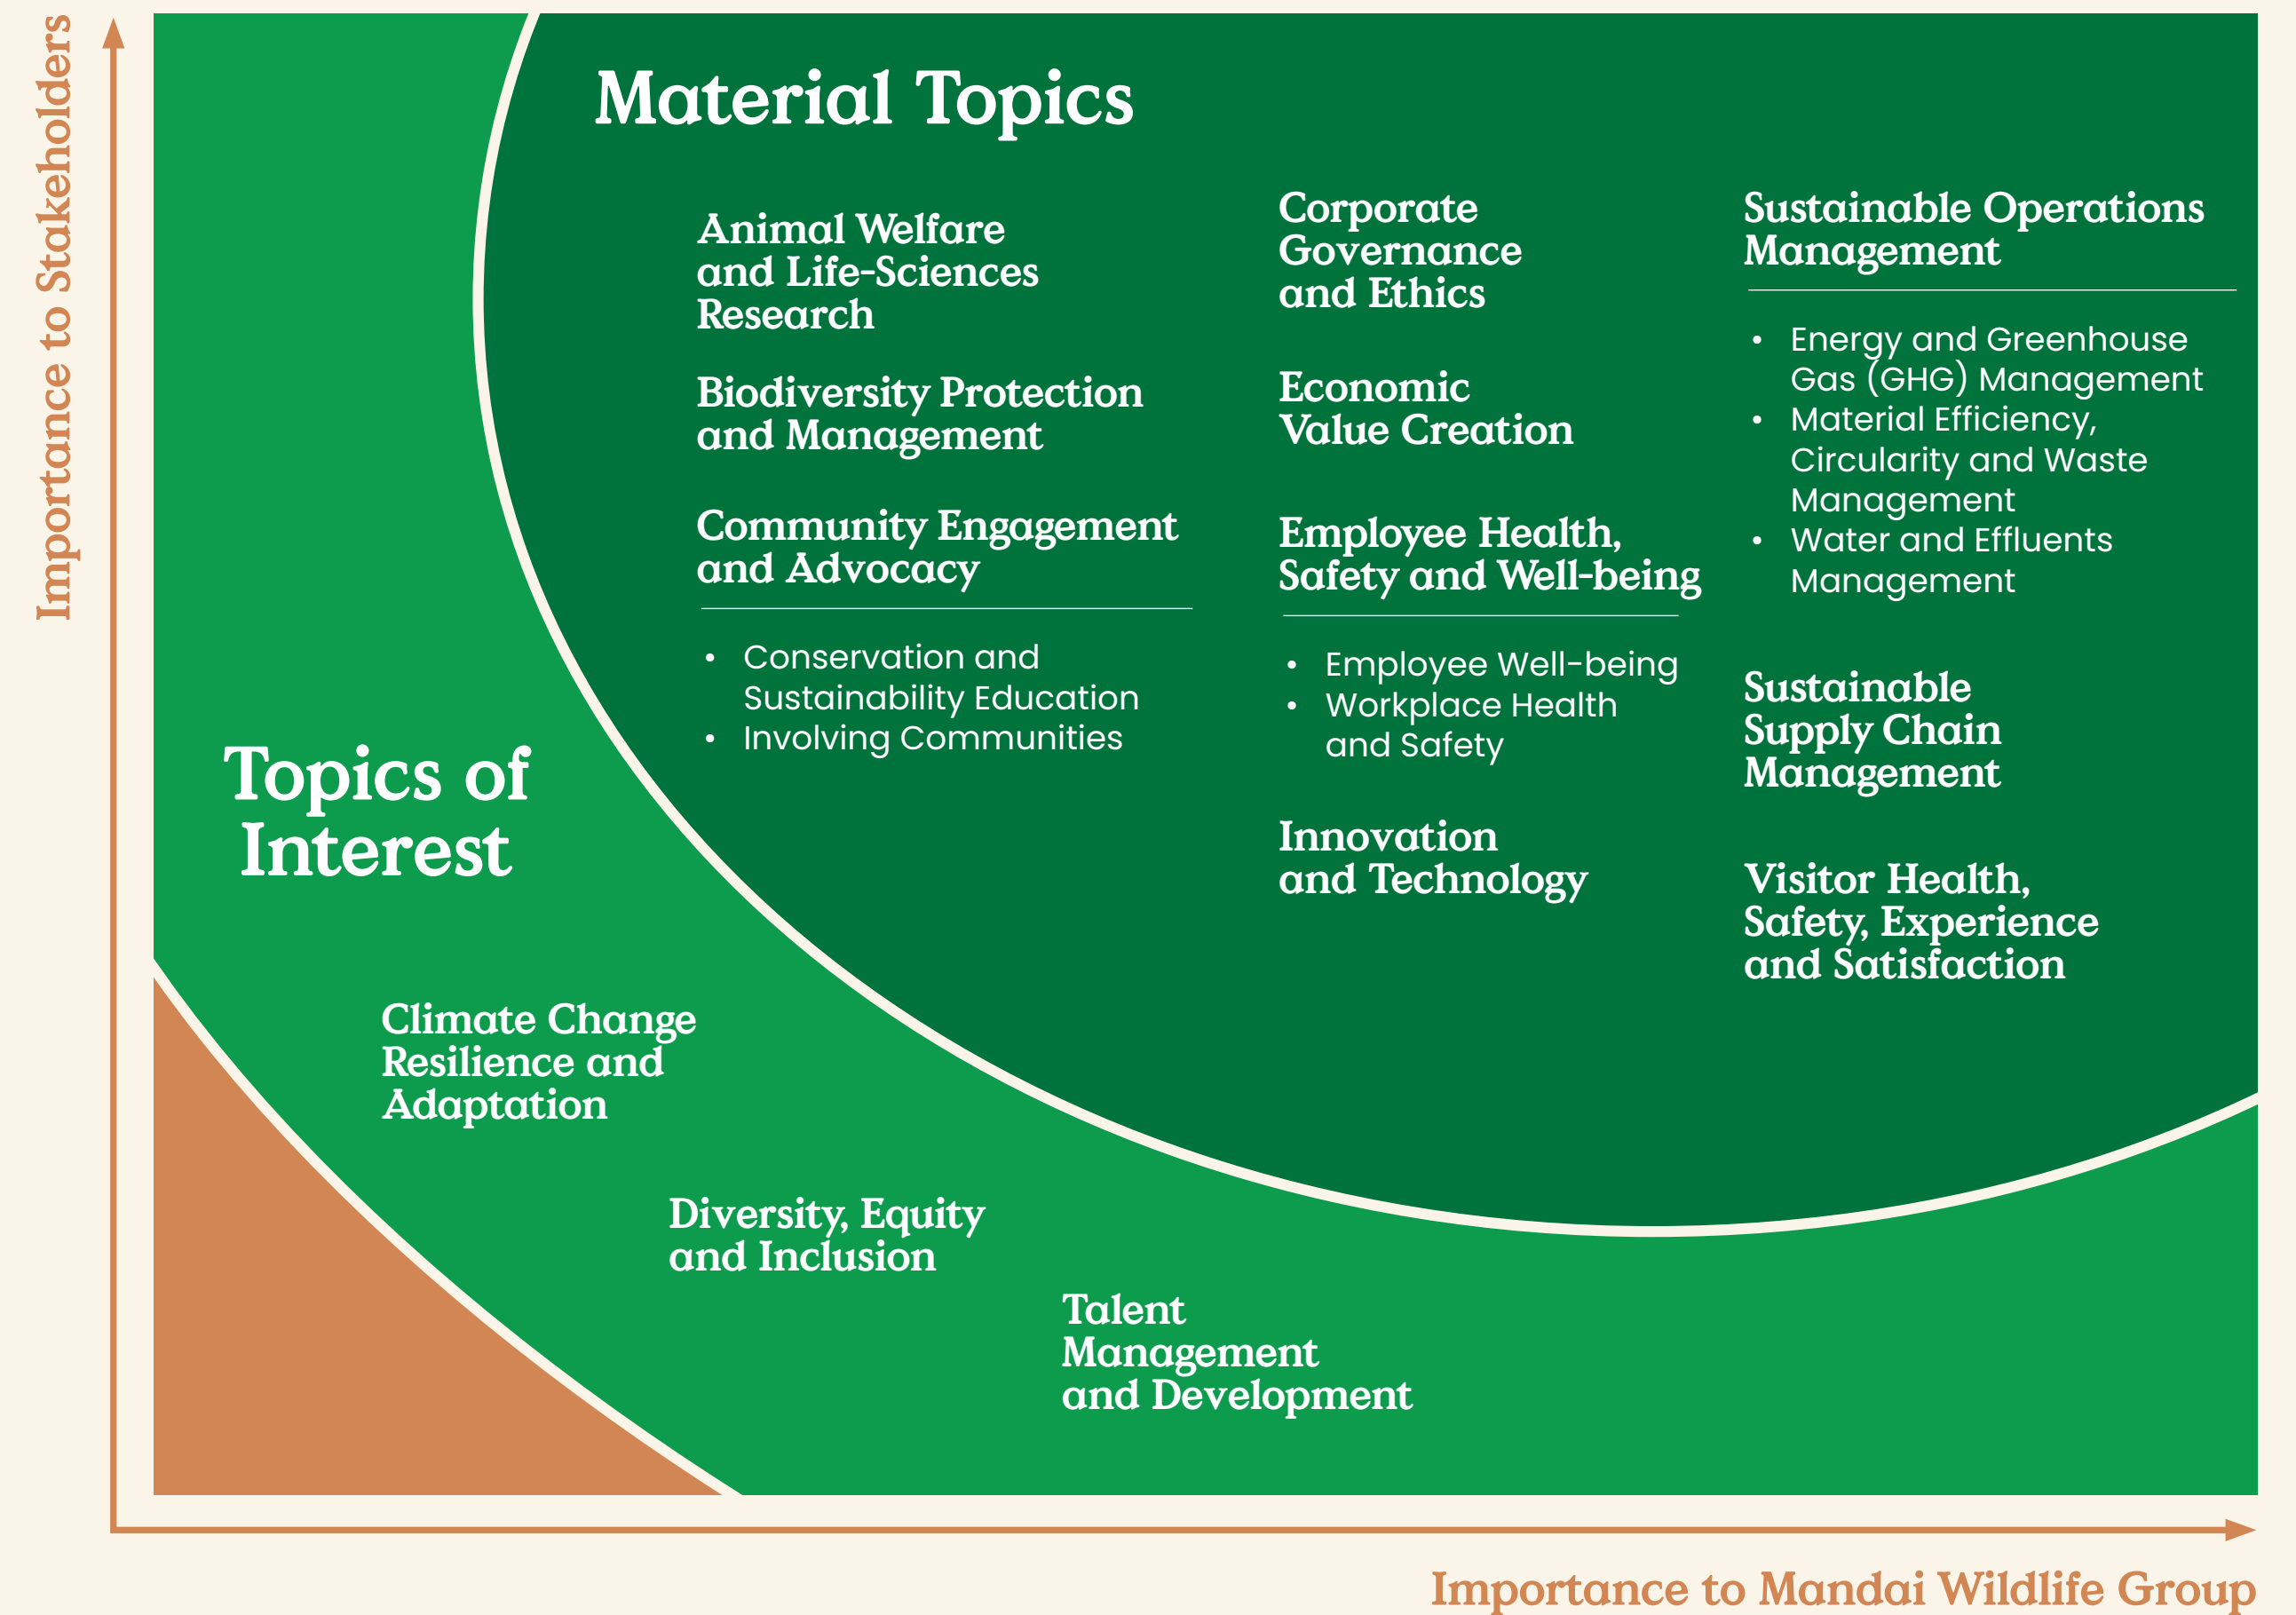 Importance to Stakeholders
Material Topics
Animal Welfare
and Life-Sciences
Research
Biodiversity Protection
and Management
Community Engagement
and Advocacy
• Conservation and
Sustainability Education
• Involving Communities
Corporate
Governance
and Ethics
Economic
Value Creation
Employee Health,
Safety and Well-being
• Employee Well-being
• Workplace Health
and Safety
Innovation
and Technology
Sustainable Operations
Management
• Energy and Greenhouse
Gas (GHG) Management
• Material Efficiency,
Circularity and Waste
Management
• Water and Effluents
Management
Sustainable
Supply Chain
Management
Visitor Health,
Safety, Experience
and Satisfaction
Topics of
Interest
Climate Change
Resilience and
Adaptation
Diversity, Equity
and Inclusion
Talent
Management
and Development
Importance to Mandai Wildlife Group